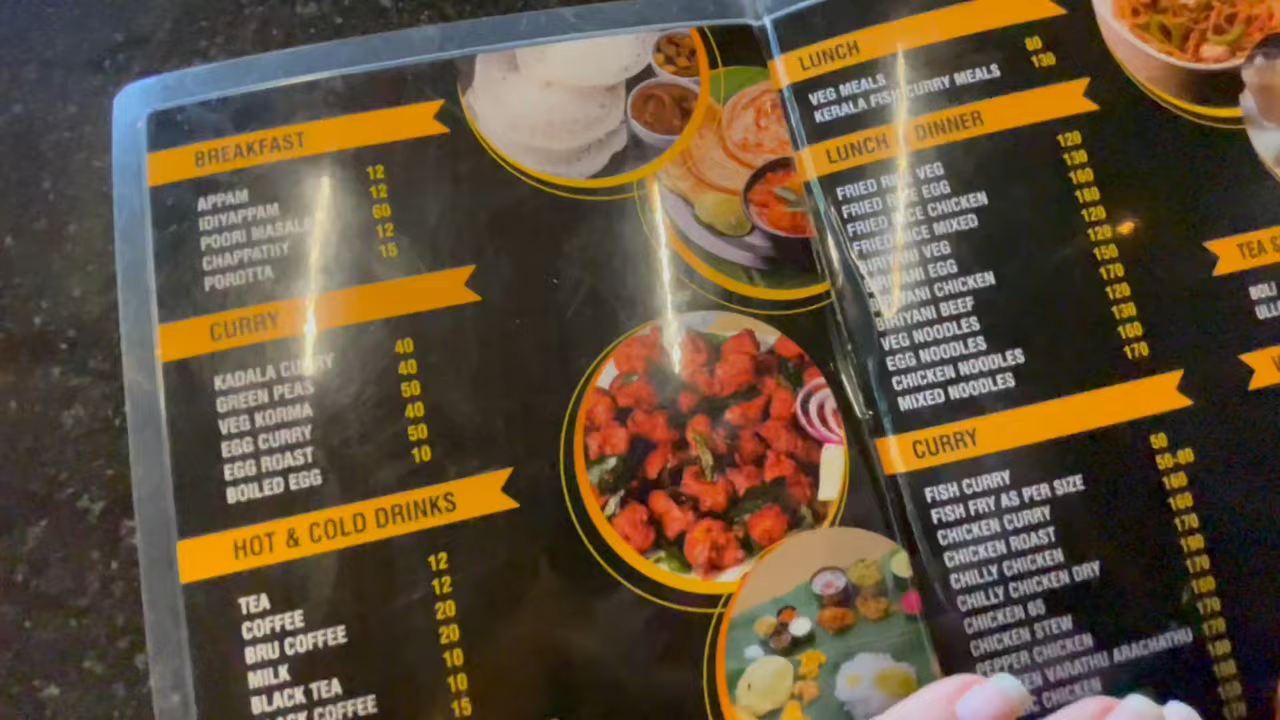 BREAKFAST
APPAM 12
IDIYAPPAM 12
POORI MASALA 60
CHAPPATHY 12
POROTTA 15
CURRY
KADALA CURRY 40
GREEN PEAS 40
VEG KORMA 50
EGG CURRY 40
EGG ROAST 50
BOILED EGG 10
HOT & COLD DRINKS
TEA 12
COFFEE 12
BRU COFFEE 20
MILK 20
BLACK TEA 10
COFFEE 10
15
LUNCH
VEG MEALS 80
KERALA FISH CURRY MEALS 130
LUNCH DINNER
FRIED RICE VEG 120
FRIED RICE EGG 130
FRIED RICE CHICKEN 160
FRIED RICE MIXED 180
BIRIYANI VEG 120
BIRIYANI EGG 120
BIRIYANI CHICKEN 150
BIRIYANI BEEF 170
VEG NOODLES 120
EGG NOODLES 130
CHICKEN NOODLES 160
MIXED NOODLES 170
CURRY
FISH CURRY 50
FISH FRY AS PER SIZE 50-80
CHICKEN CURRY 160
CHICKEN ROAST 160
CHILLY CHICKEN 170
CHILLY CHICKEN DRY
CHICKEN 65 170
CHICKEN STEW
PEPPER CHICKEN 170
VARATHU ARACHATHU 170
CHICKEN
TEA